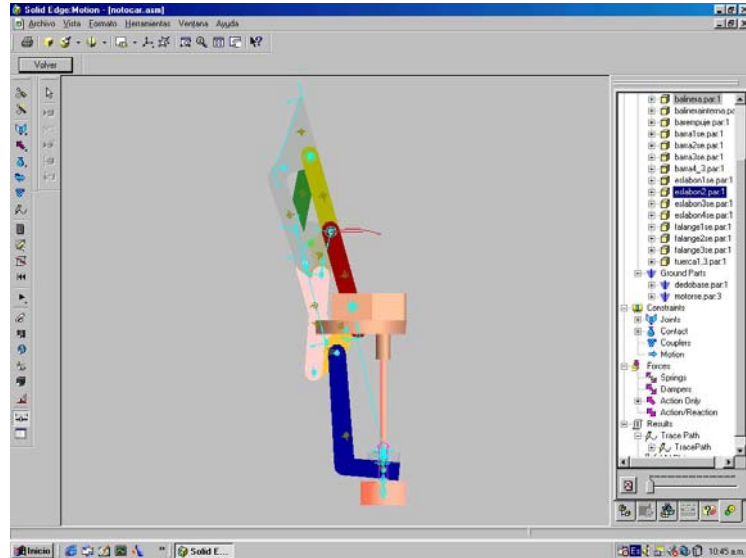 Solid Edge:Motion - [notocar.asm]
Archivo Vista Formato Herramientas Ventana Ayuda
Volver
balinera.par:1
balinerainterna.pa
barempuje.par:1
barra1se.par:1
barra2se.par:1
barra3se.par:1
barra4_3.par:1
eslabon1se.par:1
eslabon2.par:1
eslabon3se.par:1
eslabon4se.par:1
falange1se.par:1
falange2se.par:1
falange3se.par:1
tuerca1.3.par:1
Ground Parts
dedobase.par:1
motorse.par:3
Constraints
Joints
Contact
Couplers
Motion
Forces
Springs
Dampers
Action Only
Action/Reaction
Results
Trace Path
TracePath
Inicio
Solid E...
10:45 a.m.